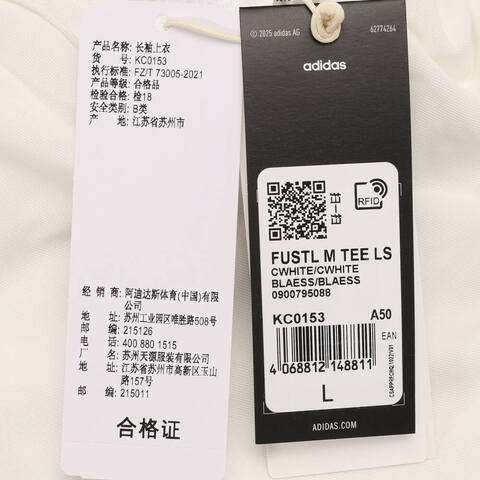 产品名称: 长袖上衣
货 号: KC0153
执行标准: FZ/T 73005-2021
产品等级: 合格品
检验合格: 检18
安全类别: B类
产 地: 江苏省苏州市
经 销 商: 阿迪达斯体育(中国)有限
公司
地 址: 苏州工业园区唯胜路508号
邮 编: 215126
电 话: 400 880 1515
厂 名: 苏州天源服装有限公司
地 址: 江苏省苏州市高新区玉山
路157号
邮 编: 215011
合格证
© 2025 adidas AG
62774264
adidas
RFID
FUSTL M TEE LS
CWHITE/CWHITE
BLAESS/BLAESS
0900795088
KC0153 A50
EAN
4 068812 148811
L
ADIDAS.COM